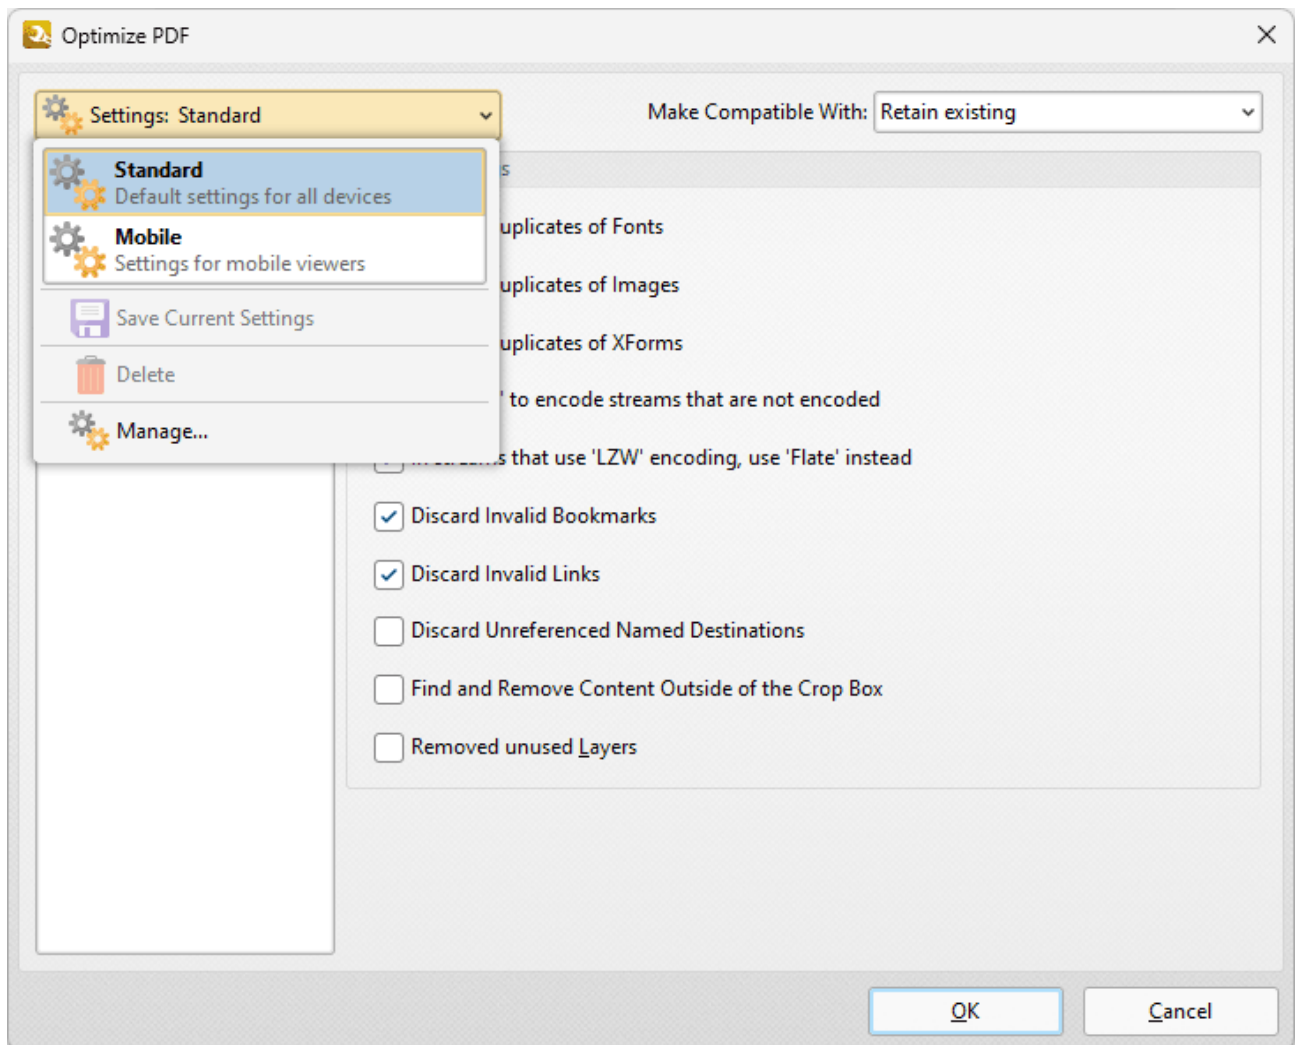 Optimize PDF
Settings: Standard
Make Compatible With: Retain existing
Standard
Default settings for all devices
Mobile
Settings for mobile viewers
Save Current Settings
Delete
Manage...
s
uplicates of Fonts
uplicates of Images
uplicates of XForms
' to encode streams that are not encoded
that use 'LZW' encoding, use 'Flate' instead
Discard Invalid Bookmarks
Discard Invalid Links
Discard Unreferenced Named Destinations
Find and Remove Content Outside of the Crop Box
Removed unused Layers
OK
Cancel